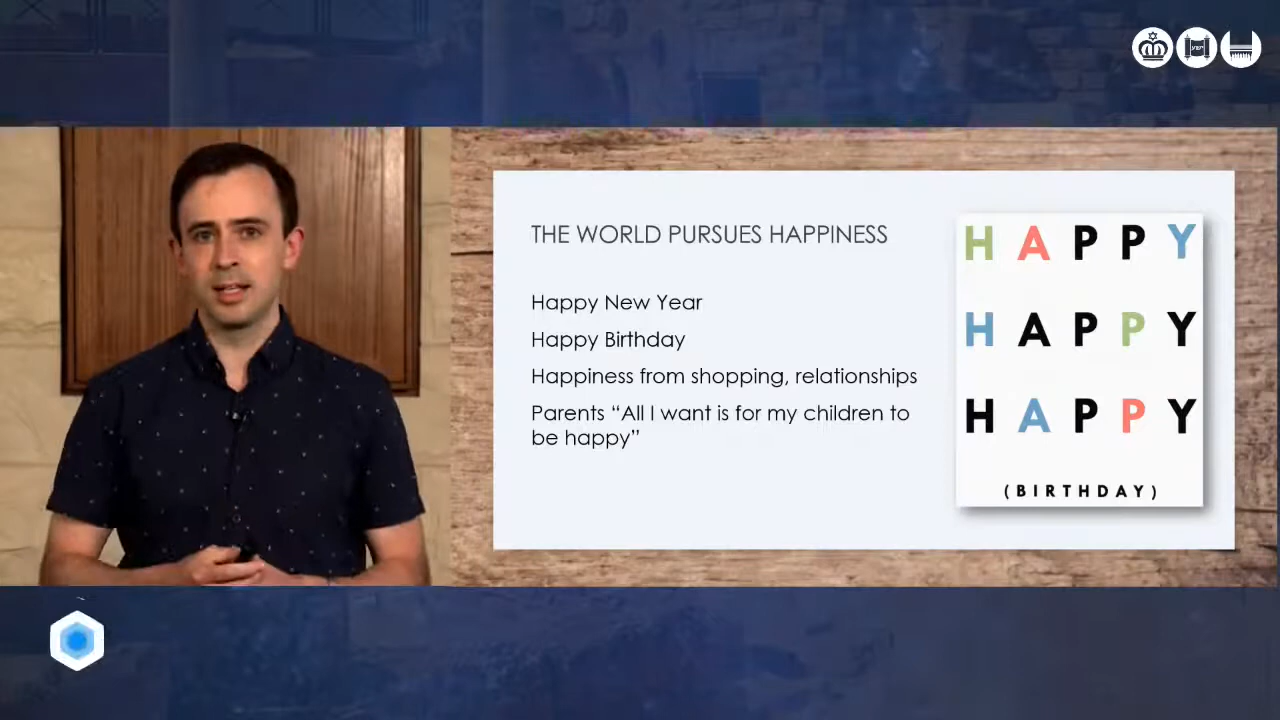 THE WORLD PURSUES HAPPINESS
Happy New Year
Happy Birthday
Happiness from shopping, relationships
Parents “All I want is for my children to
be happy”
HAPPY
HAPPY
HAPPY
(BIRTHDAY)